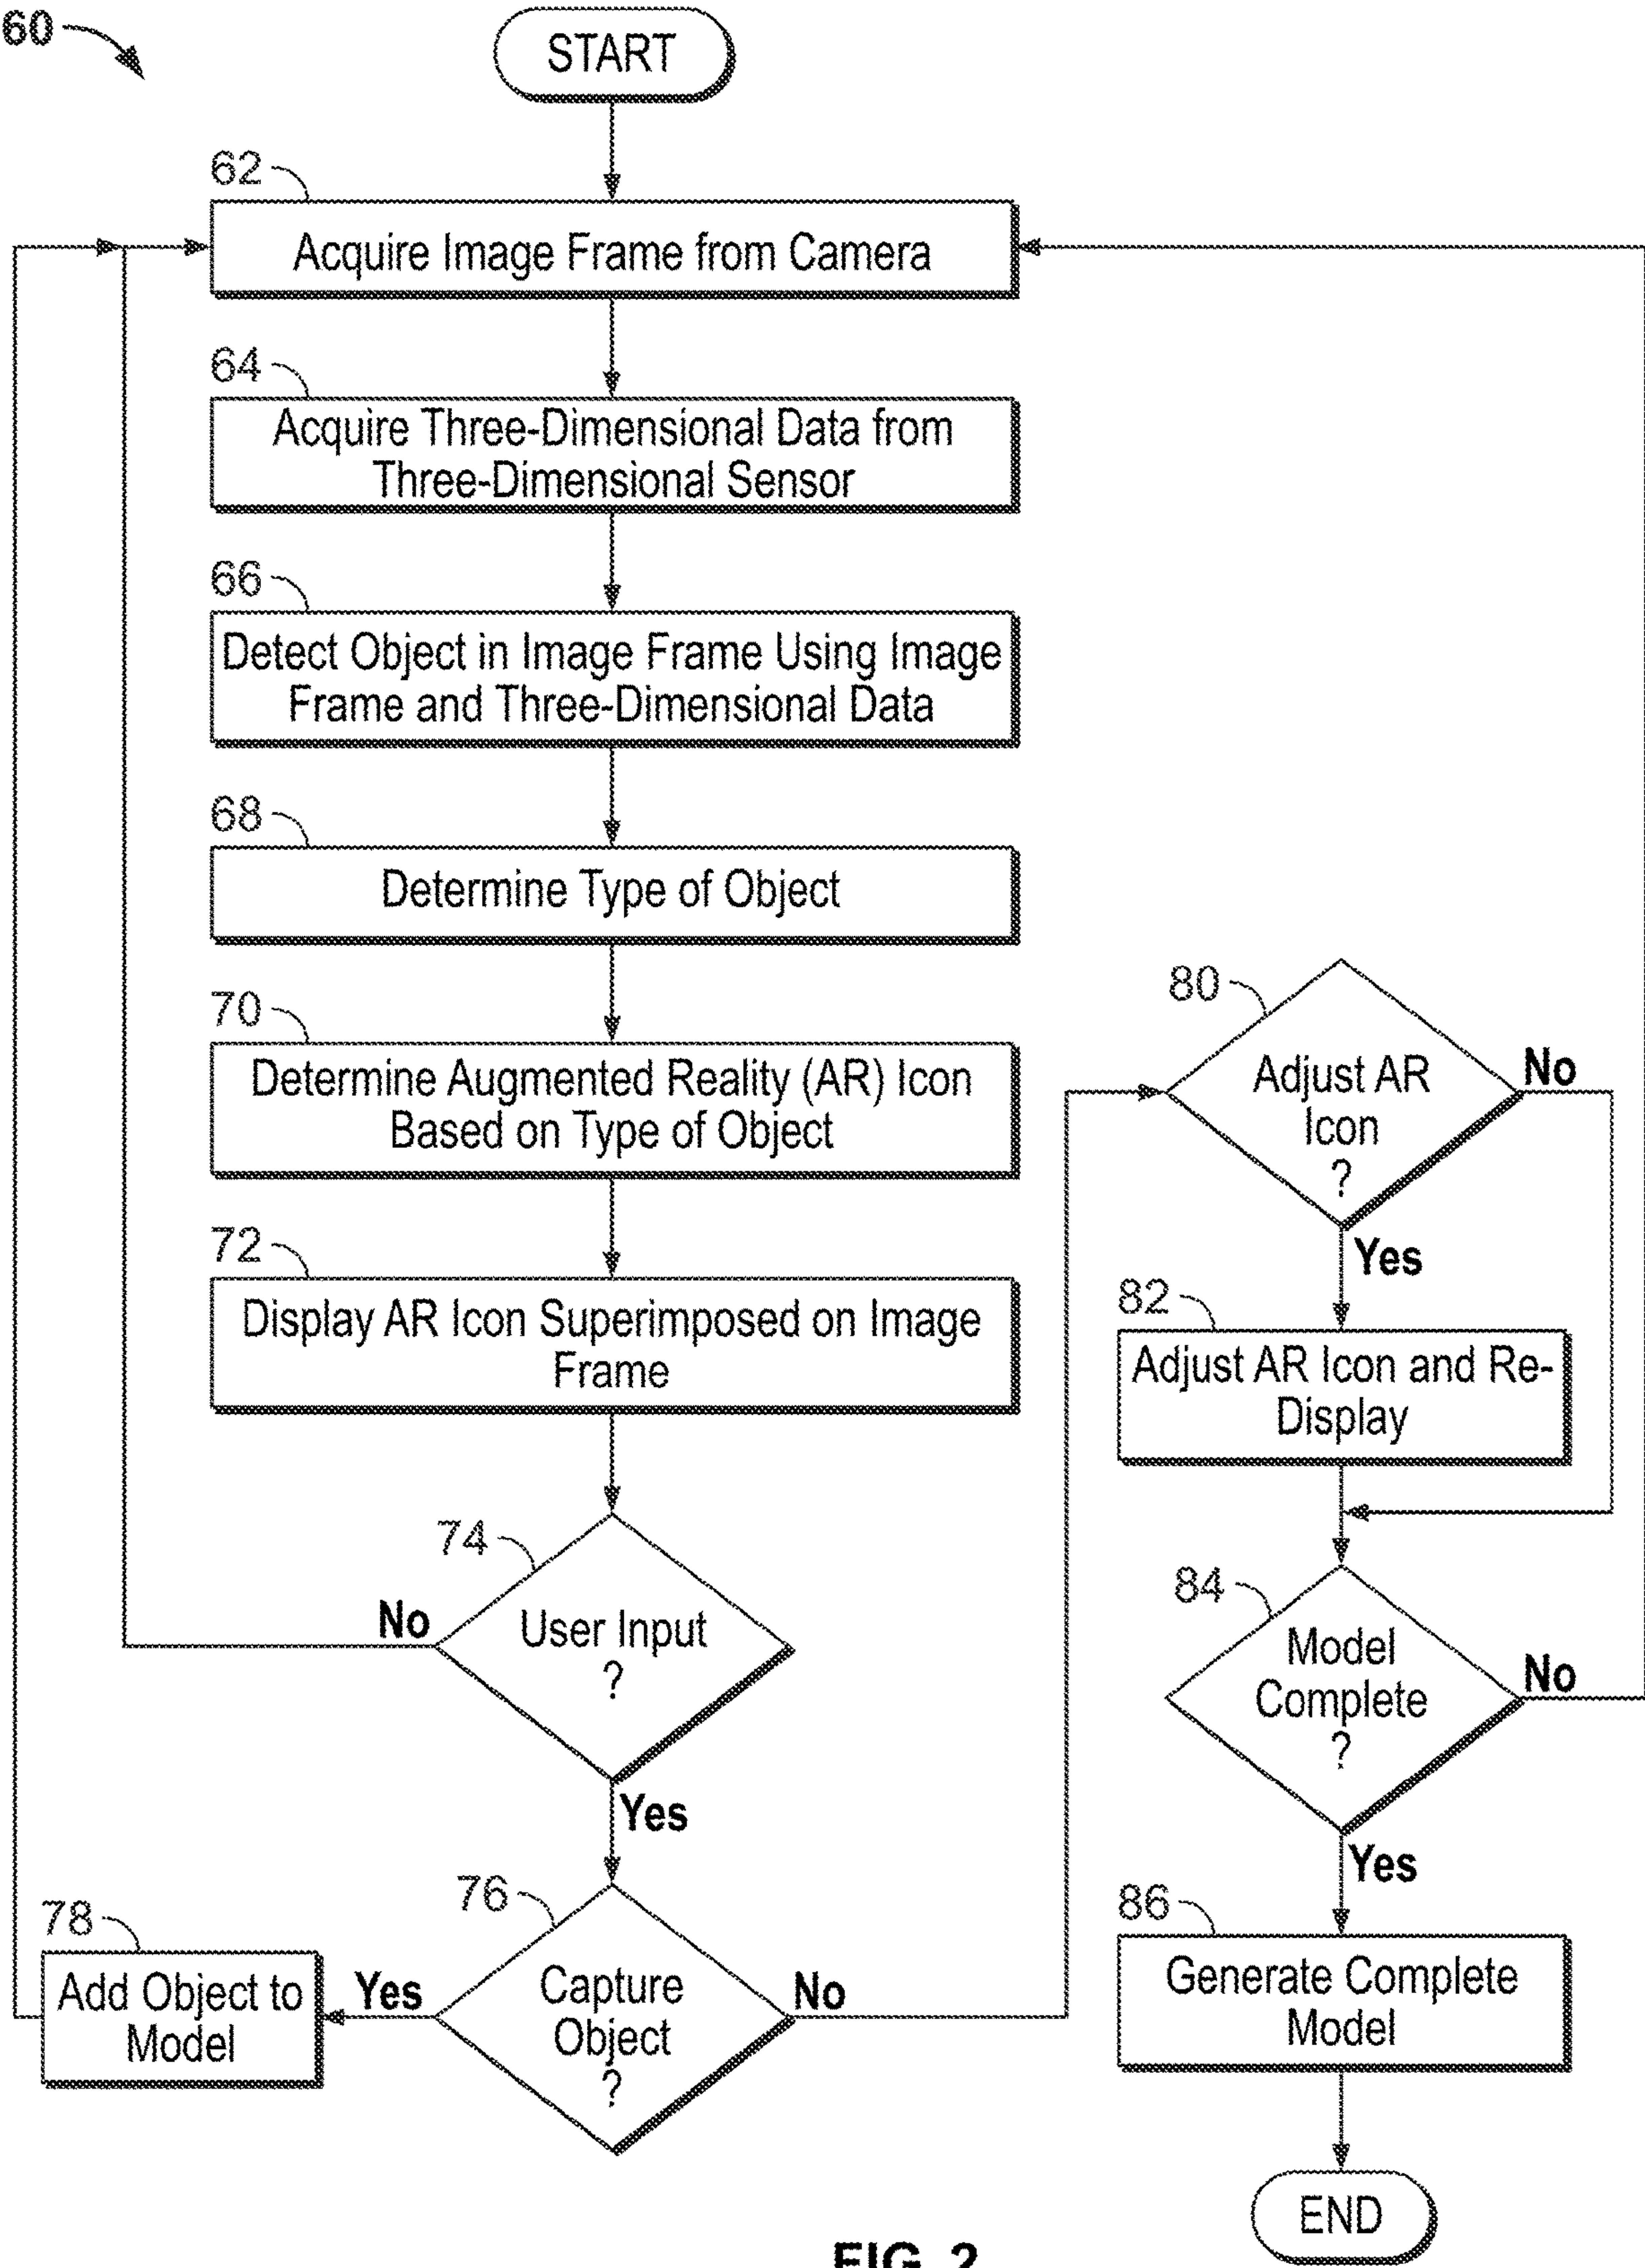 60
START
62
Acquire Image Frame from Camera
64
Acquire Three-Dimensional Data from
Three-Dimensional Sensor
66
Detect Object in Image Frame Using Image
Frame and Three-Dimensional Data
68
Determine Type of Object
70
Determine Augmented Reality (AR) Icon
Based on Type of Object
72
Display AR Icon Superimposed on Image
Frame
74
User Input
?
No
Yes
76
Capture
Object
?
Yes
No
78
Add Object to
Model
80
Adjust AR
Icon
?
No
Yes
82
Adjust AR Icon and Re-
Display
84
Model
Complete
?
No
Yes
86
Generate Complete
Model
END
FIG. 2